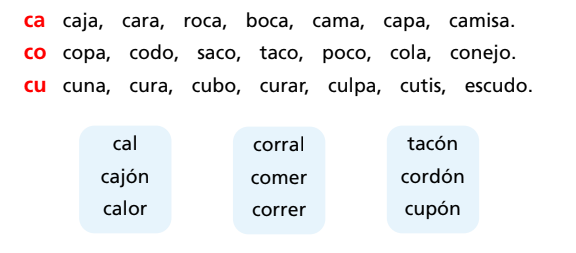 ca caja, cara, roca, boca, cama, capa, camisa.
co copa, codo, saco, taco, poco, cola, conejo.
cu cuna, cura, cubo, curar, culpa, cutis, escudo.
cal
cajón
calor
corral
comer
correr
tacón
cordón
cupón